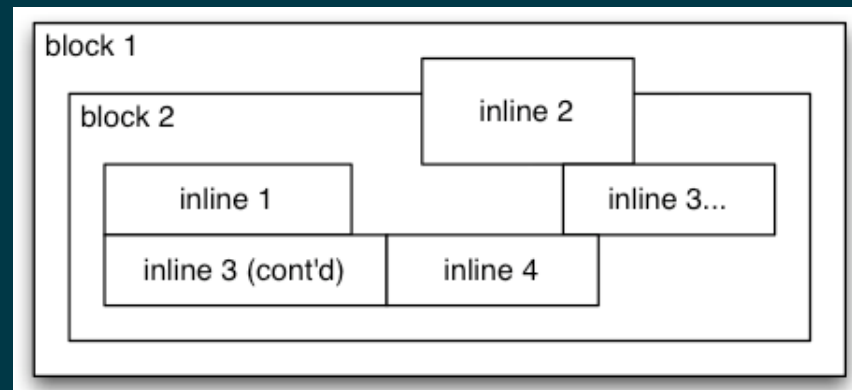 block 1
block 2
inline 2
inline 1
inline 3...
inline 3 (cont'd)
inline 4